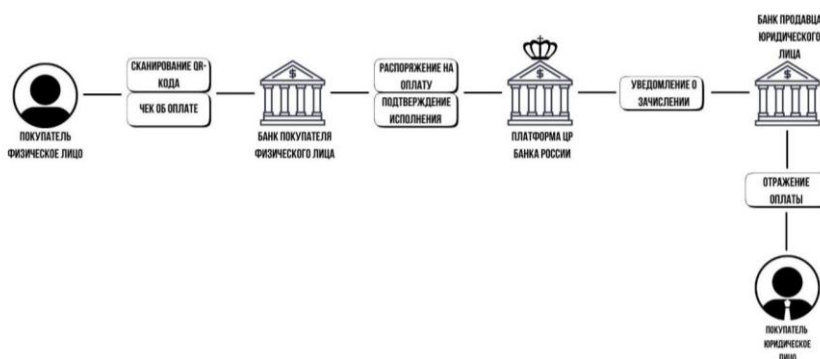 БАНК ПРОДАВЦА
ЮРИДИЧЕСКОГО
ЛИЦА
СКАНИРОВАНИЕ QR-
КОДА
ЧЕК ОБ ОПЛАТЕ
РАСПОРЯЖЕНИЕ НА
ОПЛАТУ
ПОДТВЕРЖДЕНИЕ
ИСПОЛНЕНИЯ
УВЕДОМЛЕНИЕ О
ЗАЧИСЛЕНИИ
ПОКУПАТЕЛЬ
ФИЗИЧЕСКОЕ ЛИЦО
БАНК ПОКУПАТЕЛЯ
ФИЗИЧЕСКОГО ЛИЦА
ПЛАТФОРМА ЦР
БАНКА РОССИИ
ОТРАЖЕНИЕ
ОПЛАТЫ
ПОКУПАТЕЛЬ
ЮРИДИЧЕСКОЕ
ЛИЦО